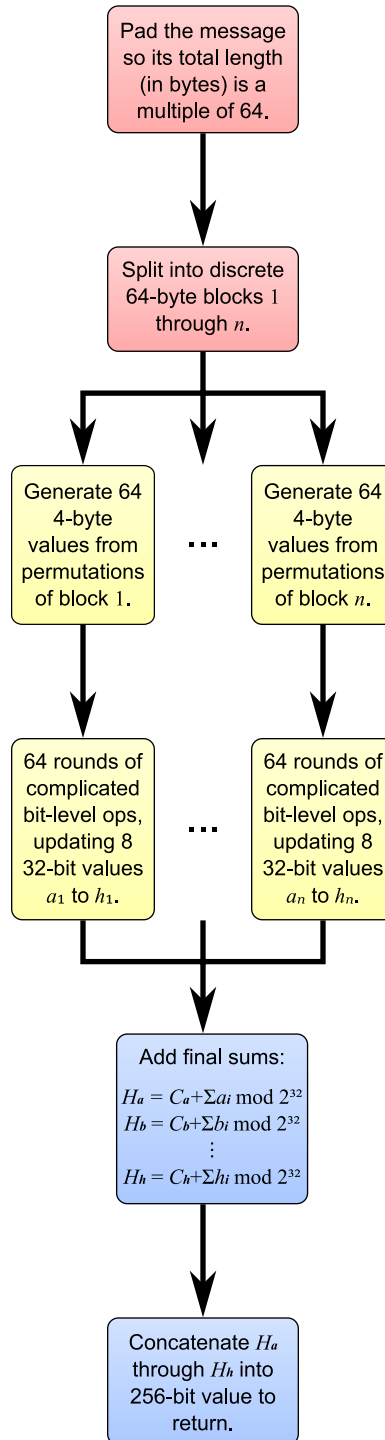 Pad the message
so its total length
(in bytes) is a
multiple of 64.
Split into discrete
64-byte blocks 1
through n.
Generate 64
4-byte
values from
permutations
of block 1.
...
Generate 64
4-byte
values from
permutations
of block n.
64 rounds of
complicated
bit-level ops,
updating 8
32-bit values
a₁ to h₁.
...
64 rounds of
complicated
bit-level ops,
updating 8
32-bit values
aₙ to hₙ.
Add final sums:
Hₐ = Cₐ+Σaᵢ mod 2³²
H_b = C_b+Σbᵢ mod 2³²
⋮
Hₕ = Cₕ+Σhᵢ mod 2³²
Concatenate Hₐ
through Hₕ into
256-bit value to
return.